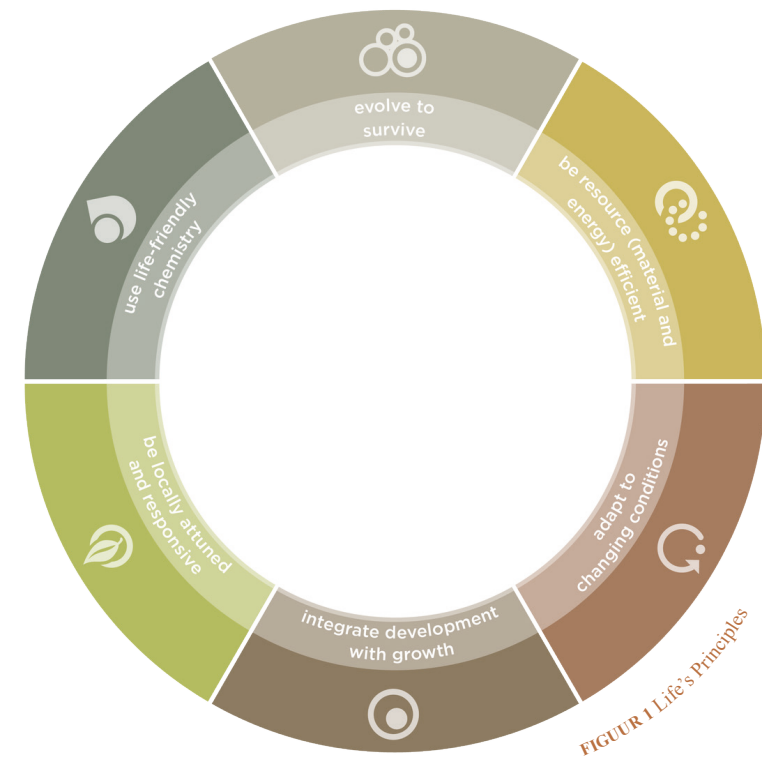 evolve to
survive
be resource (material and
energy) efficient
adapt to
changing conditions
integrate development
with growth
be locally attuned
and responsive
use life-friendly
chemistry
FIGUUR 1 Life's Principles